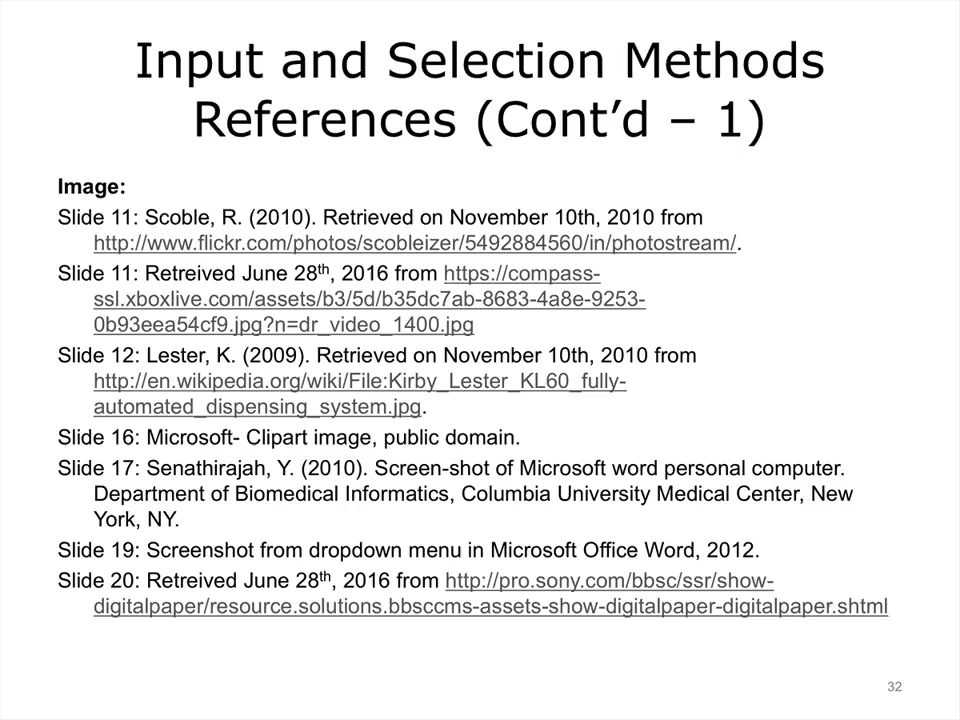 Input and Selection Methods
References (Cont’d – 1)
Image:
Slide 11: Scoble, R. (2010). Retrieved on November 10th, 2010 from
http://www.flickr.com/photos/scobleizer/5492884560/in/photostream/.
Slide 11: Retreived June 28th, 2016 from https://compass-
ssl.xboxlive.com/assets/b3/5d/b35dc7ab-8683-4a8e-9253-
0b93eea54cf9.jpg?n=dr_video_1400.jpg
Slide 12: Lester, K. (2009). Retrieved on November 10th, 2010 from
http://en.wikipedia.org/wiki/File:Kirby_Lester_KL60_fully-
automated_dispensing_system.jpg.
Slide 16: Microsoft- Clipart image, public domain.
Slide 17: Senathirajah, Y. (2010). Screen-shot of Microsoft word personal computer.
Department of Biomedical Informatics, Columbia University Medical Center, New
York, NY.
Slide 19: Screenshot from dropdown menu in Microsoft Office Word, 2012.
Slide 20: Retreived June 28th, 2016 from http://pro.sony.com/bbsc/ssr/show-
digitalpaper/resource.solutions.bbsccms-assets-show-digitalpaper-digitalpaper.shtml
32